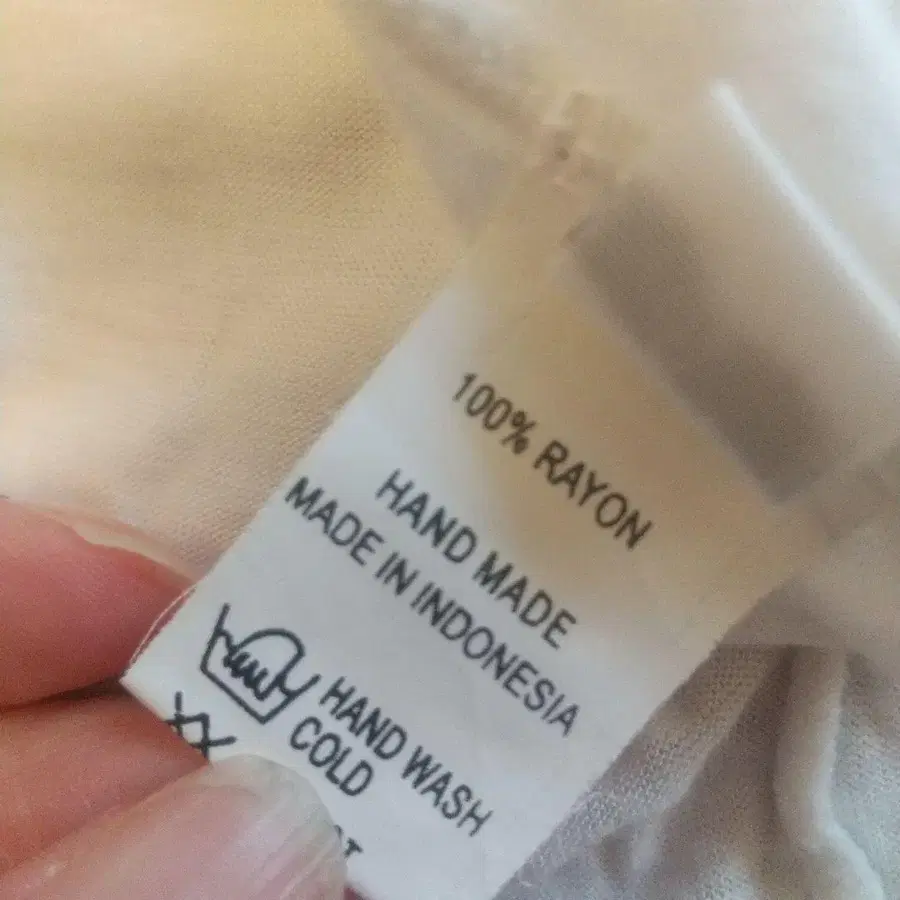 100% RAYON
HAND MADE
MADE IN INDONESIA
HAND WASH
COLD